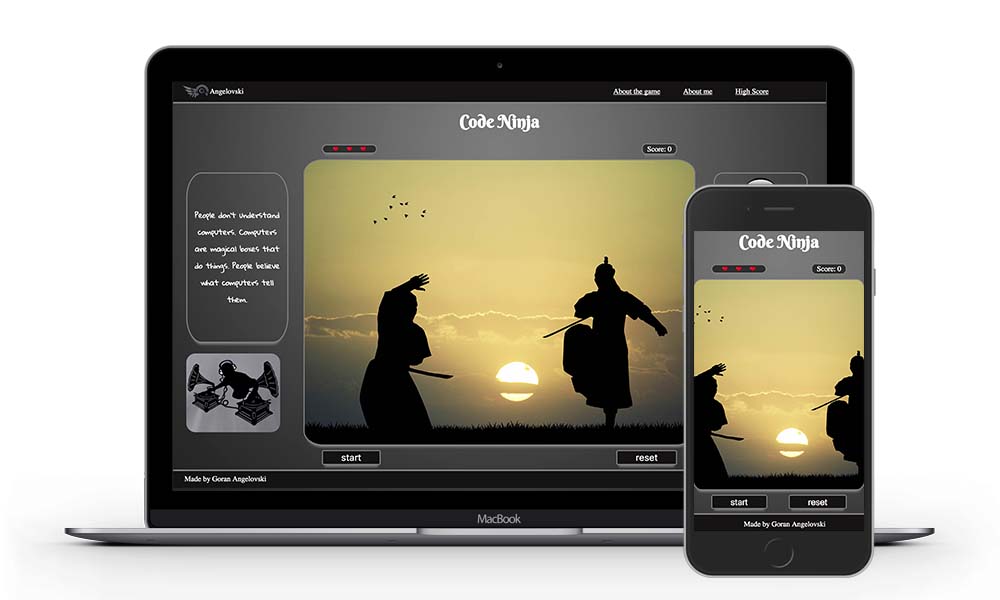 Angelovski
About the game
About me
High Score
Code Ninja
Score: 0
People don't understand
computers. Computers
are magical boxes that
do things. People believe
what computers tell
them.
start
reset
Made by Goran Angelovski
MacBook
Code Ninja
Score: 0
start
reset
Made by Goran Angelovski